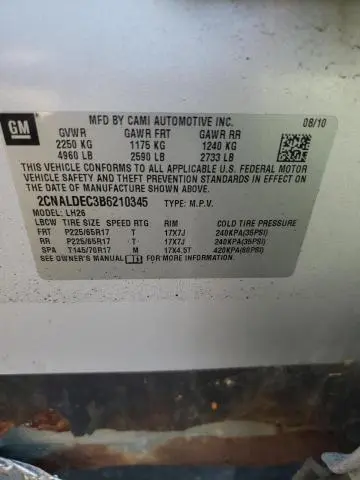 GM
MFD BY CAMI AUTOMOTIVE INC. 08/10
GVWR GAWR FRT GAWR RR
2250 KG 1175 KG 1240 KG
4960 LB 2590 LB 2733 LB
THIS VEHICLE CONFORMS TO ALL APPLICABLE U.S. FEDERAL MOTOR
VEHICLE SAFETY AND THEFT PREVENTION STANDARDS IN EFFECT ON
THE DATE OF MANUFACTURE SHOWN ABOVE.
2CNALDEC3B6210345 TYPE: M.P.V.
MODEL: LH26
LBCW TIRE SIZE SPEED RTG RIM COLD TIRE PRESSURE
FRT P225/65R17 T 17X7J 240KPA(35PSI)
RR P225/65R17 T 17X7J 240KPA(35PSI)
SPA T145/70R17 M 17X4.5T 420KPA(60PSI)
SEE OWNER'S MANUAL FOR MORE INFORMATION.